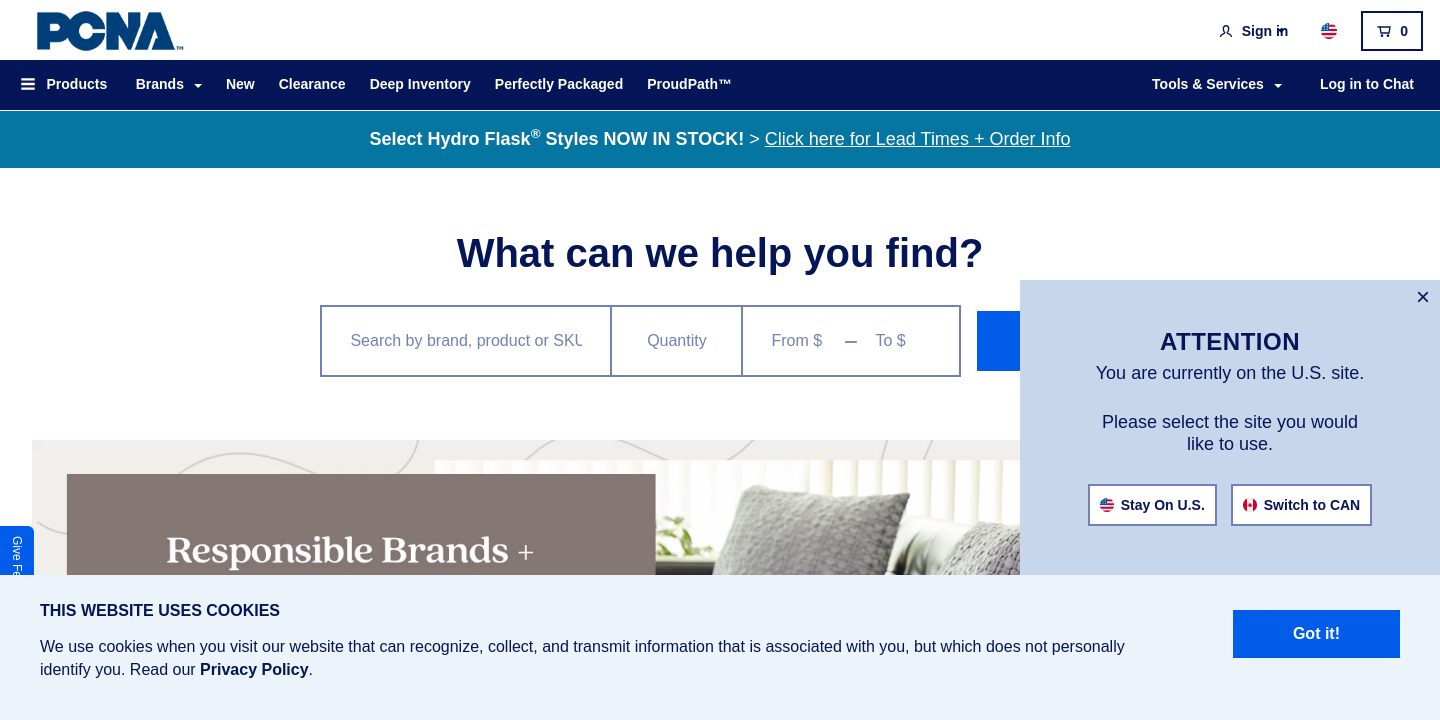 PCNA™
Sign in
0
Products
Brands
New
Clearance
Deep Inventory
Perfectly Packaged
ProudPath™
Tools & Services
Log in to Chat
Select Hydro Flask® Styles NOW IN STOCK! > Click here for Lead Times + Order Info
What can we help you find?
Search by brand, product or SKU
Quantity
From $
–
To $
×
ATTENTION
You are currently on the U.S. site.
Please select the site you would
like to use.
Stay On U.S.
Switch to CAN
Responsible Brands +
Give
THIS WEBSITE USES COOKIES
We use cookies when you visit our website that can recognize, collect, and transmit information that is associated with you, but which does not personally
identify you. Read our Privacy Policy.
Got it!